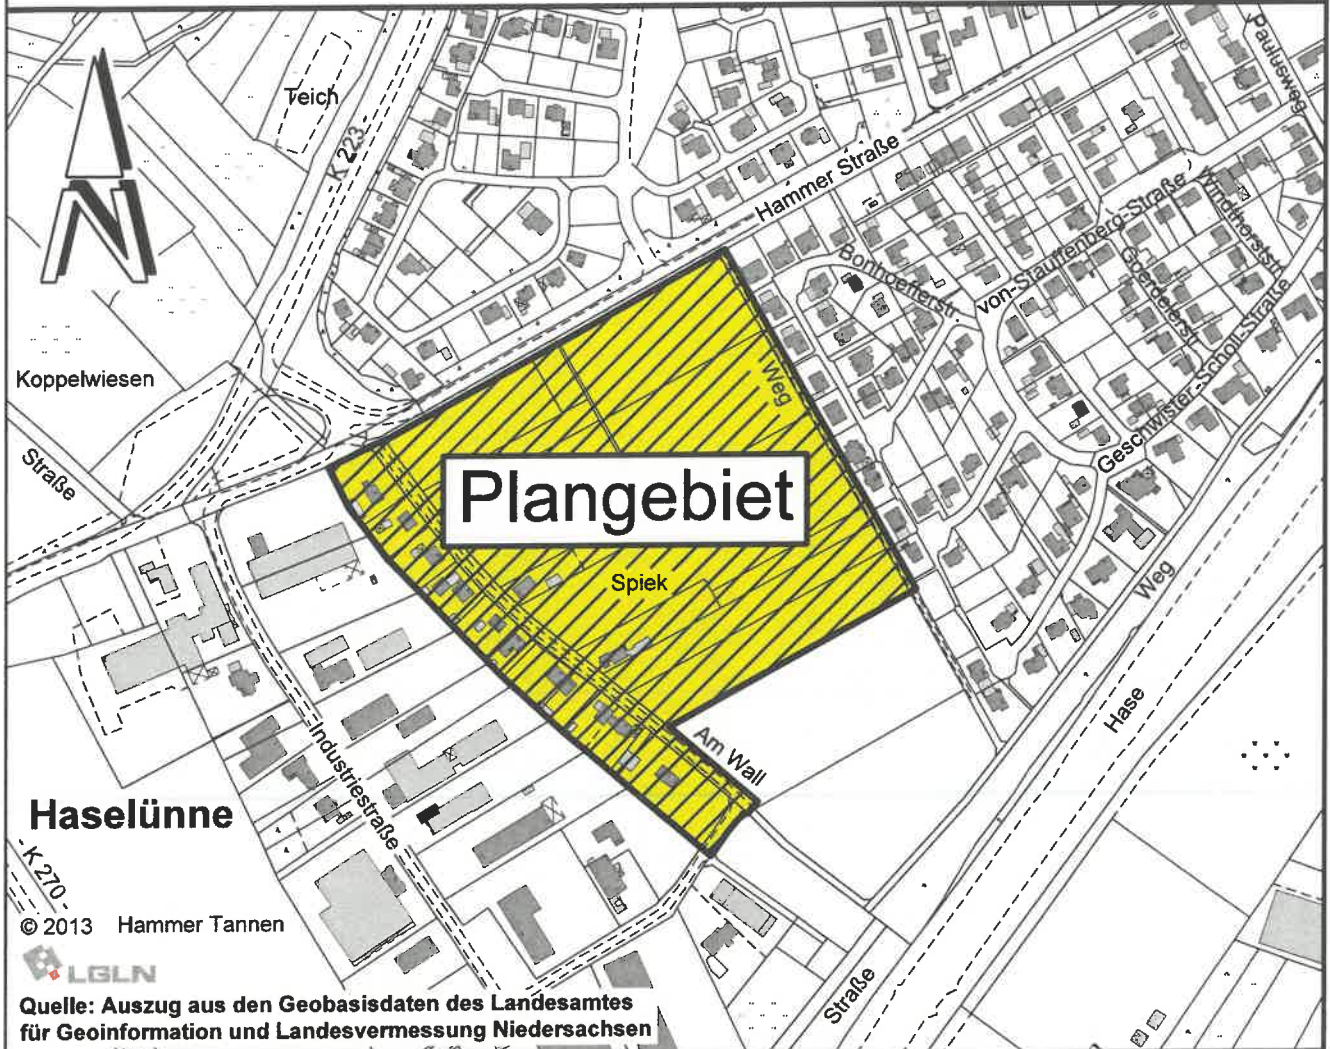 Teich
- K 223 -
Paulusweg
Hammer Straße
Windthorststr.
Bonhoefferstr.
von-Stauffenberg-Straße
Goerdelerstr.
Geschwister-Scholl-Straße
Koppelwiesen
Weg
Straße
Plangebiet
Spiek
Weg
Hase
Am Wall
Industriestraße
Haselünne
- K 270 -
© 2013 Hammer Tannen
Straße
LGLN
Quelle: Auszug aus den Geobasisdaten des Landesamtes
für Geoinformation und Landesvermessung Niedersachsen
N